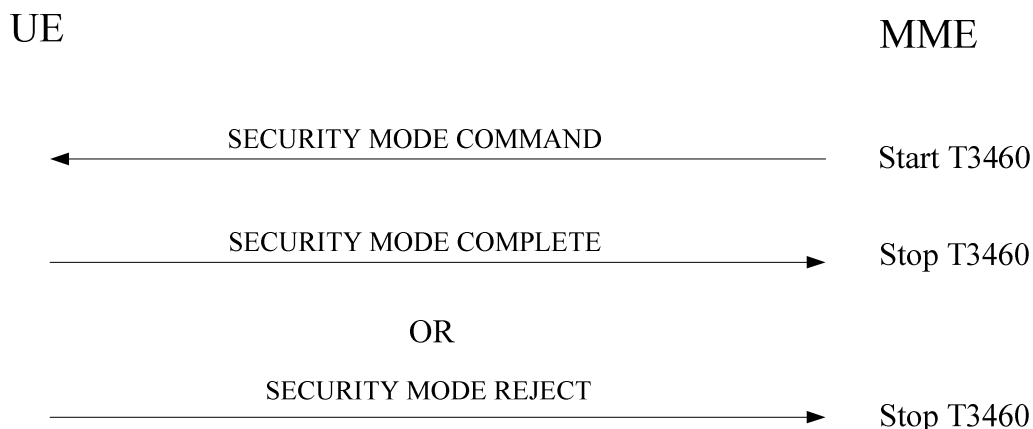 UE
MME
SECURITY MODE COMMAND
Start T3460
SECURITY MODE COMPLETE
Stop T3460
OR
SECURITY MODE REJECT
Stop T3460